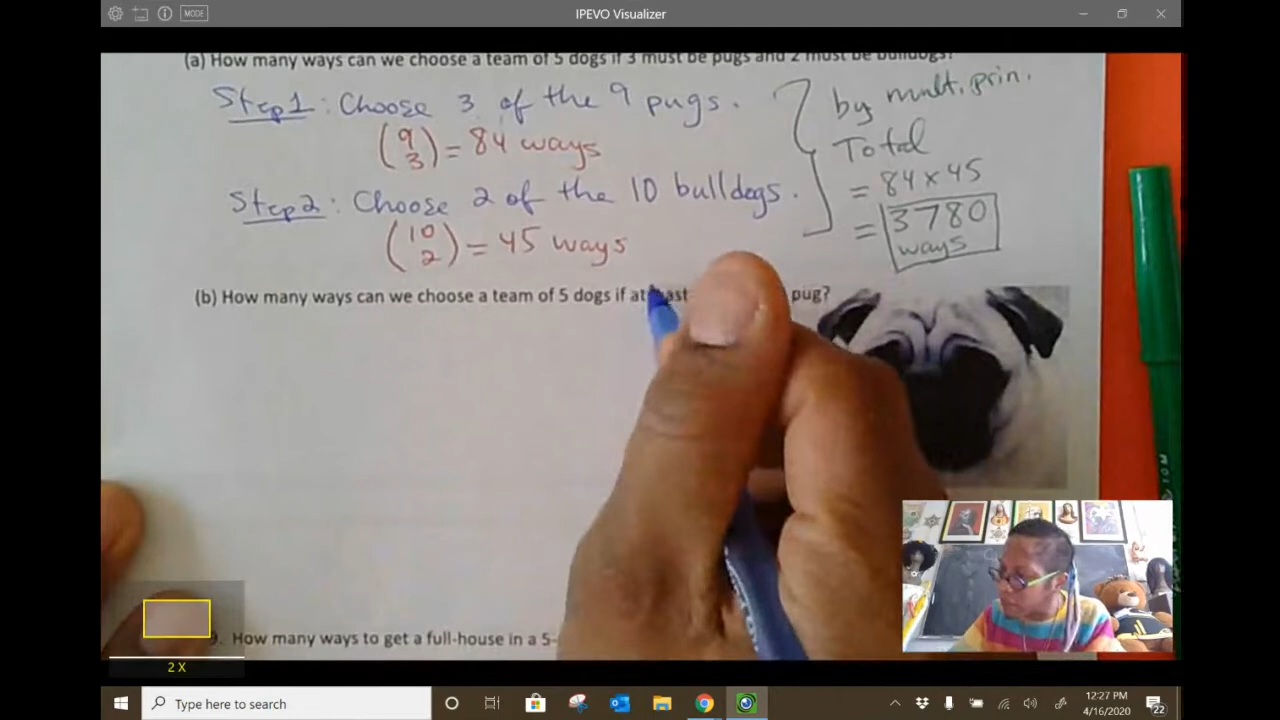 IPEVO Visualizer
MODE
(a) How many ways can we choose a team of 5 dogs if 3 must be pugs and 2 must be bulldogs?
Step1: Choose 3 of the 9 pugs.
(9 3) = 84 ways
Step2: Choose 2 of the 10 bulldogs.
(10 2) = 45 ways
by mult. prin.
Total
= 84 x 45
= 3780
ways
(b) How many ways can we choose a team of 5 dogs if at pug?
9. How many ways to get a full-house in a 5-
2 X
Type here to search
12:27 PM
4/16/2020
22